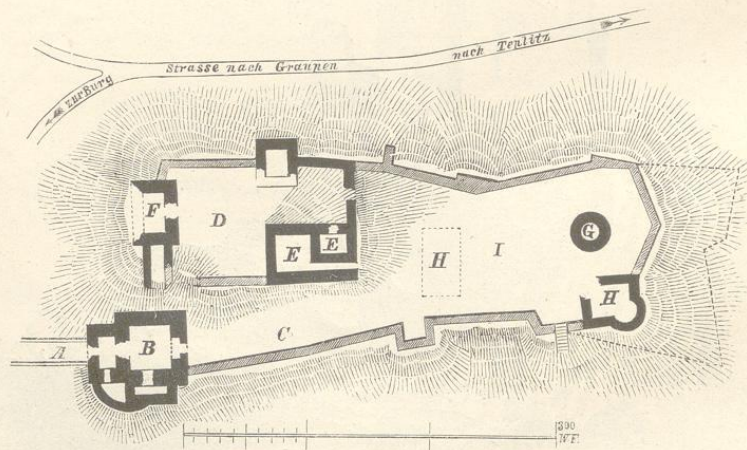 nach Teplitz
Strasse nach Graupen
zur Burg
F
D
G
E
E
H
I
H
A
B
C
300
W F.